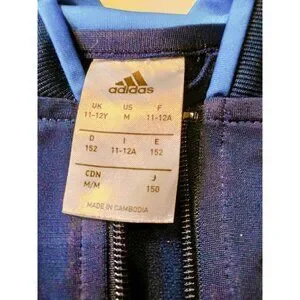 adidas
UK US F
11-12Y M 11-12A
D I E
152 11-12A 152
CDN J
M/M 150
MADE IN CAMBODIA